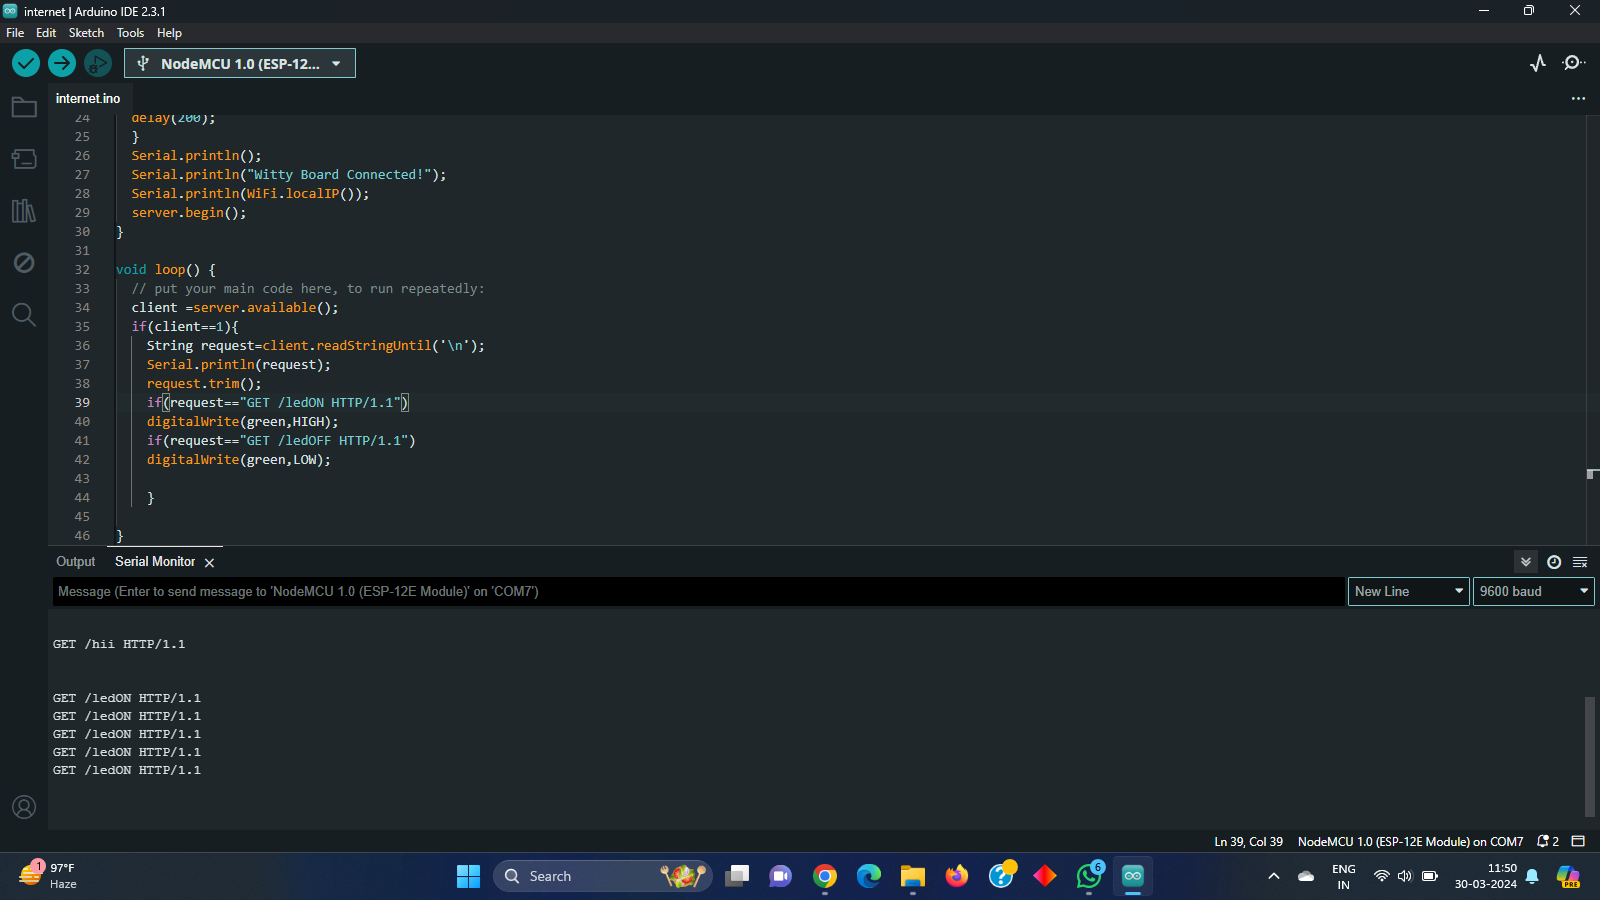 internet | Arduino IDE 2.3.1
File Edit Sketch Tools Help
NodeMCU 1.0 (ESP-12...
internet.ino
24 delay(200);
25 }
26 Serial.println();
27 Serial.println("Witty Board Connected!");
28 Serial.println(WiFi.localIP());
29 server.begin();
30 }
31
32 void loop() {
33 // put your main code here, to run repeatedly:
34 client =server.available();
35 if(client==1){
36 String request=client.readStringUntil('\n');
37 Serial.println(request);
38 request.trim();
39 if(request=="GET /ledON HTTP/1.1")
40 digitalWrite(green,HIGH);
41 if(request=="GET /ledOFF HTTP/1.1")
42 digitalWrite(green,LOW);
43
44 }
45
46 }
Output Serial Monitor
Message (Enter to send message to 'NodeMCU 1.0 (ESP-12E Module)' on 'COM7')
New Line 9600 baud
GET /hii HTTP/1.1
GET /ledON HTTP/1.1
GET /ledON HTTP/1.1
GET /ledON HTTP/1.1
GET /ledON HTTP/1.1
GET /ledON HTTP/1.1
Ln 39, Col 39 NodeMCU 1.0 (ESP-12E Module) on COM7 2
1 97°F
Haze
Search
6
ENG
IN
11:50
30-03-2024
PRE